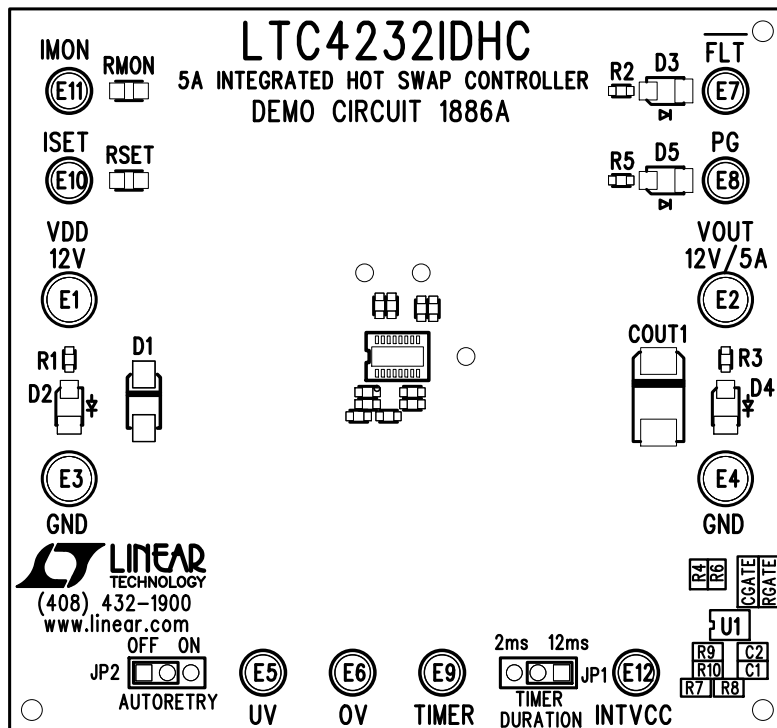 LTC4232IDHC
5A INTEGRATED HOT SWAP CONTROLLER
DEMO CIRCUIT 1886A
IMON
E11
RMON
ISET
E10
RSET
VDD
12V
E1
R1
D1
D2
E3
GND
FLT
R2
D3
E7
PG
R5
D5
E8
VOUT
12V/5A
E2
COUT1
R3
D4
E4
GND
LINEAR
TECHNOLOGY
(408) 432-1900
www.linear.com
OFF ON
JP2
AUTORETRY
E5
UV
E6
OV
E9
TIMER
2ms 12ms
JP1
TIMER
DURATION
E12
INTVCC
R4
R6
CGATE
RGATE
U1
R9
C2
R10
C1
R7
R8